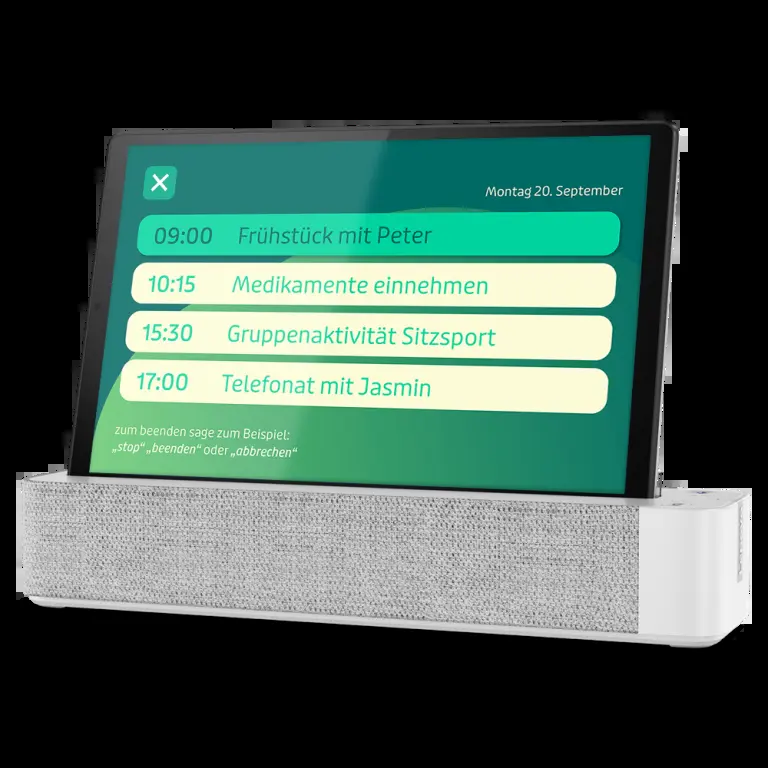 Montag 20. September
09:00 Frühstück mit Peter
10:15 Medikamente einnehmen
15:30 Gruppenaktivität Sitzsport
17:00 Telefonat mit Jasmin
zum beenden sage zum Beispiel:
„stop“ „beenden“ oder „abbrechen“